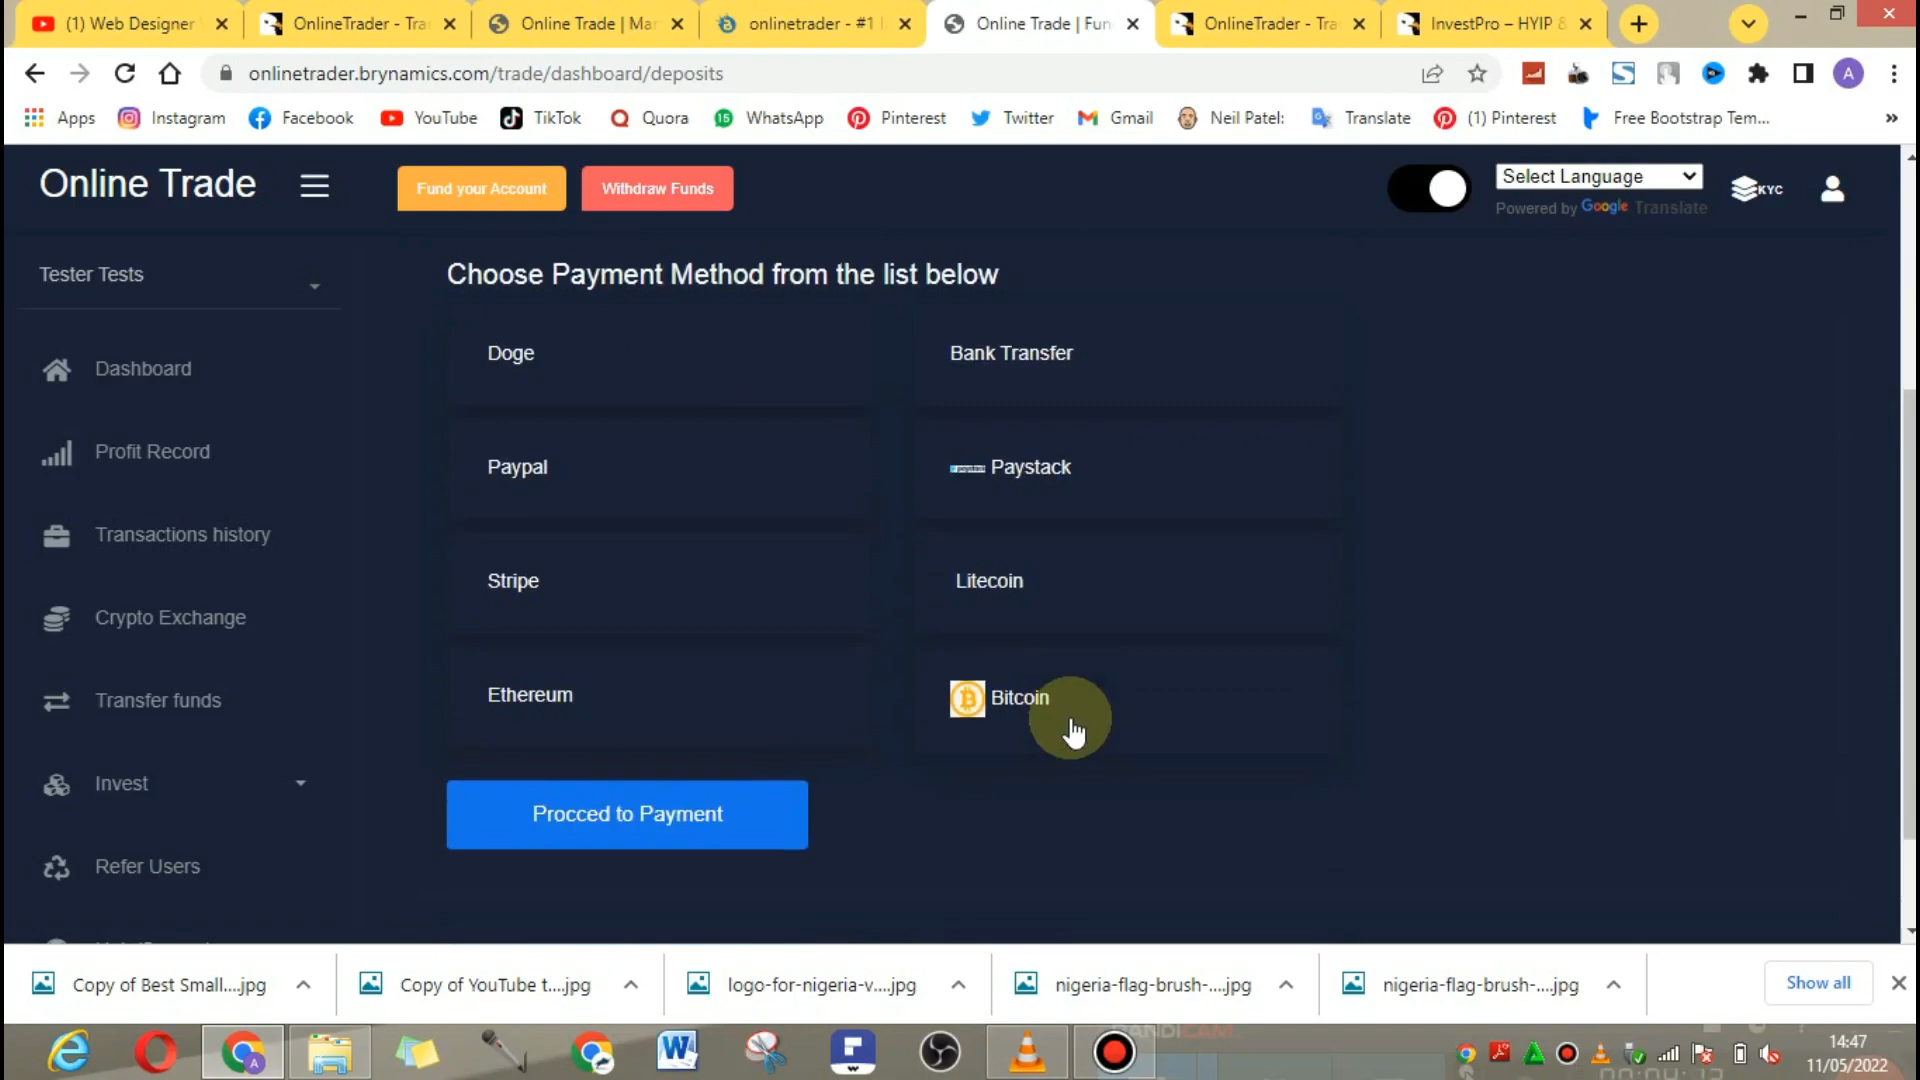 (1) Web Designer
OnlineTrader - Tra
Online Trade | Mar
onlinetrader - #1
Online Trade | Fun
OnlineTrader - Tra
InvestPro – HYIP &
onlinetrader.brynamics.com/trade/dashboard/deposits
A
Apps
Instagram
Facebook
YouTube
TikTok
Quora
15 WhatsApp
Pinterest
Twitter
Gmail
Neil Patel:
Translate
(1) Pinterest
Free Bootstrap Tem...
»
Online Trade
Fund your Account
Withdraw Funds
Select Language
Powered by Google Translate
KYC
Tester Tests
Choose Payment Method from the list below
Doge
Bank Transfer
Dashboard
Profit Record
Paypal
Paystack
Transactions history
Stripe
Litecoin
Crypto Exchange
Ethereum
Bitcoin
Transfer funds
Invest
Procced to Payment
Refer Users
Copy of Best Small....jpg
Copy of YouTube t....jpg
logo-for-nigeria-v....jpg
nigeria-flag-brush-....jpg
nigeria-flag-brush-....jpg
Show all
BANDICAM
14:47
11/05/2022